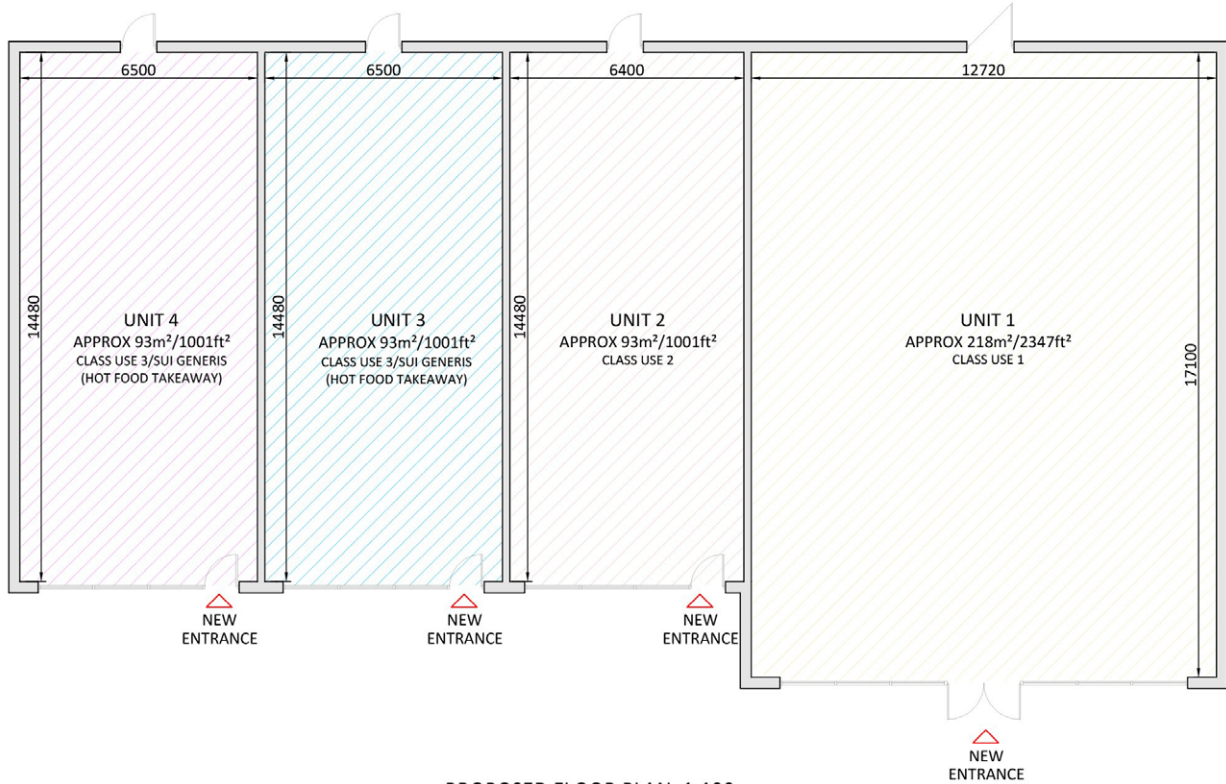 6500
6500
6400
12720
14480
14480
14480
17100
UNIT 4
APPROX 93m²/1001ft²
CLASS USE 3/SUI GENERIS
(HOT FOOD TAKEAWAY)
UNIT 3
APPROX 93m²/1001ft²
CLASS USE 3/SUI GENERIS
(HOT FOOD TAKEAWAY)
UNIT 2
APPROX 93m²/1001ft²
CLASS USE 2
UNIT 1
APPROX 218m²/2347ft²
CLASS USE 1
NEW
ENTRANCE
NEW
ENTRANCE
NEW
ENTRANCE
NEW
ENTRANCE
PROPOSED FLOOR PLAN